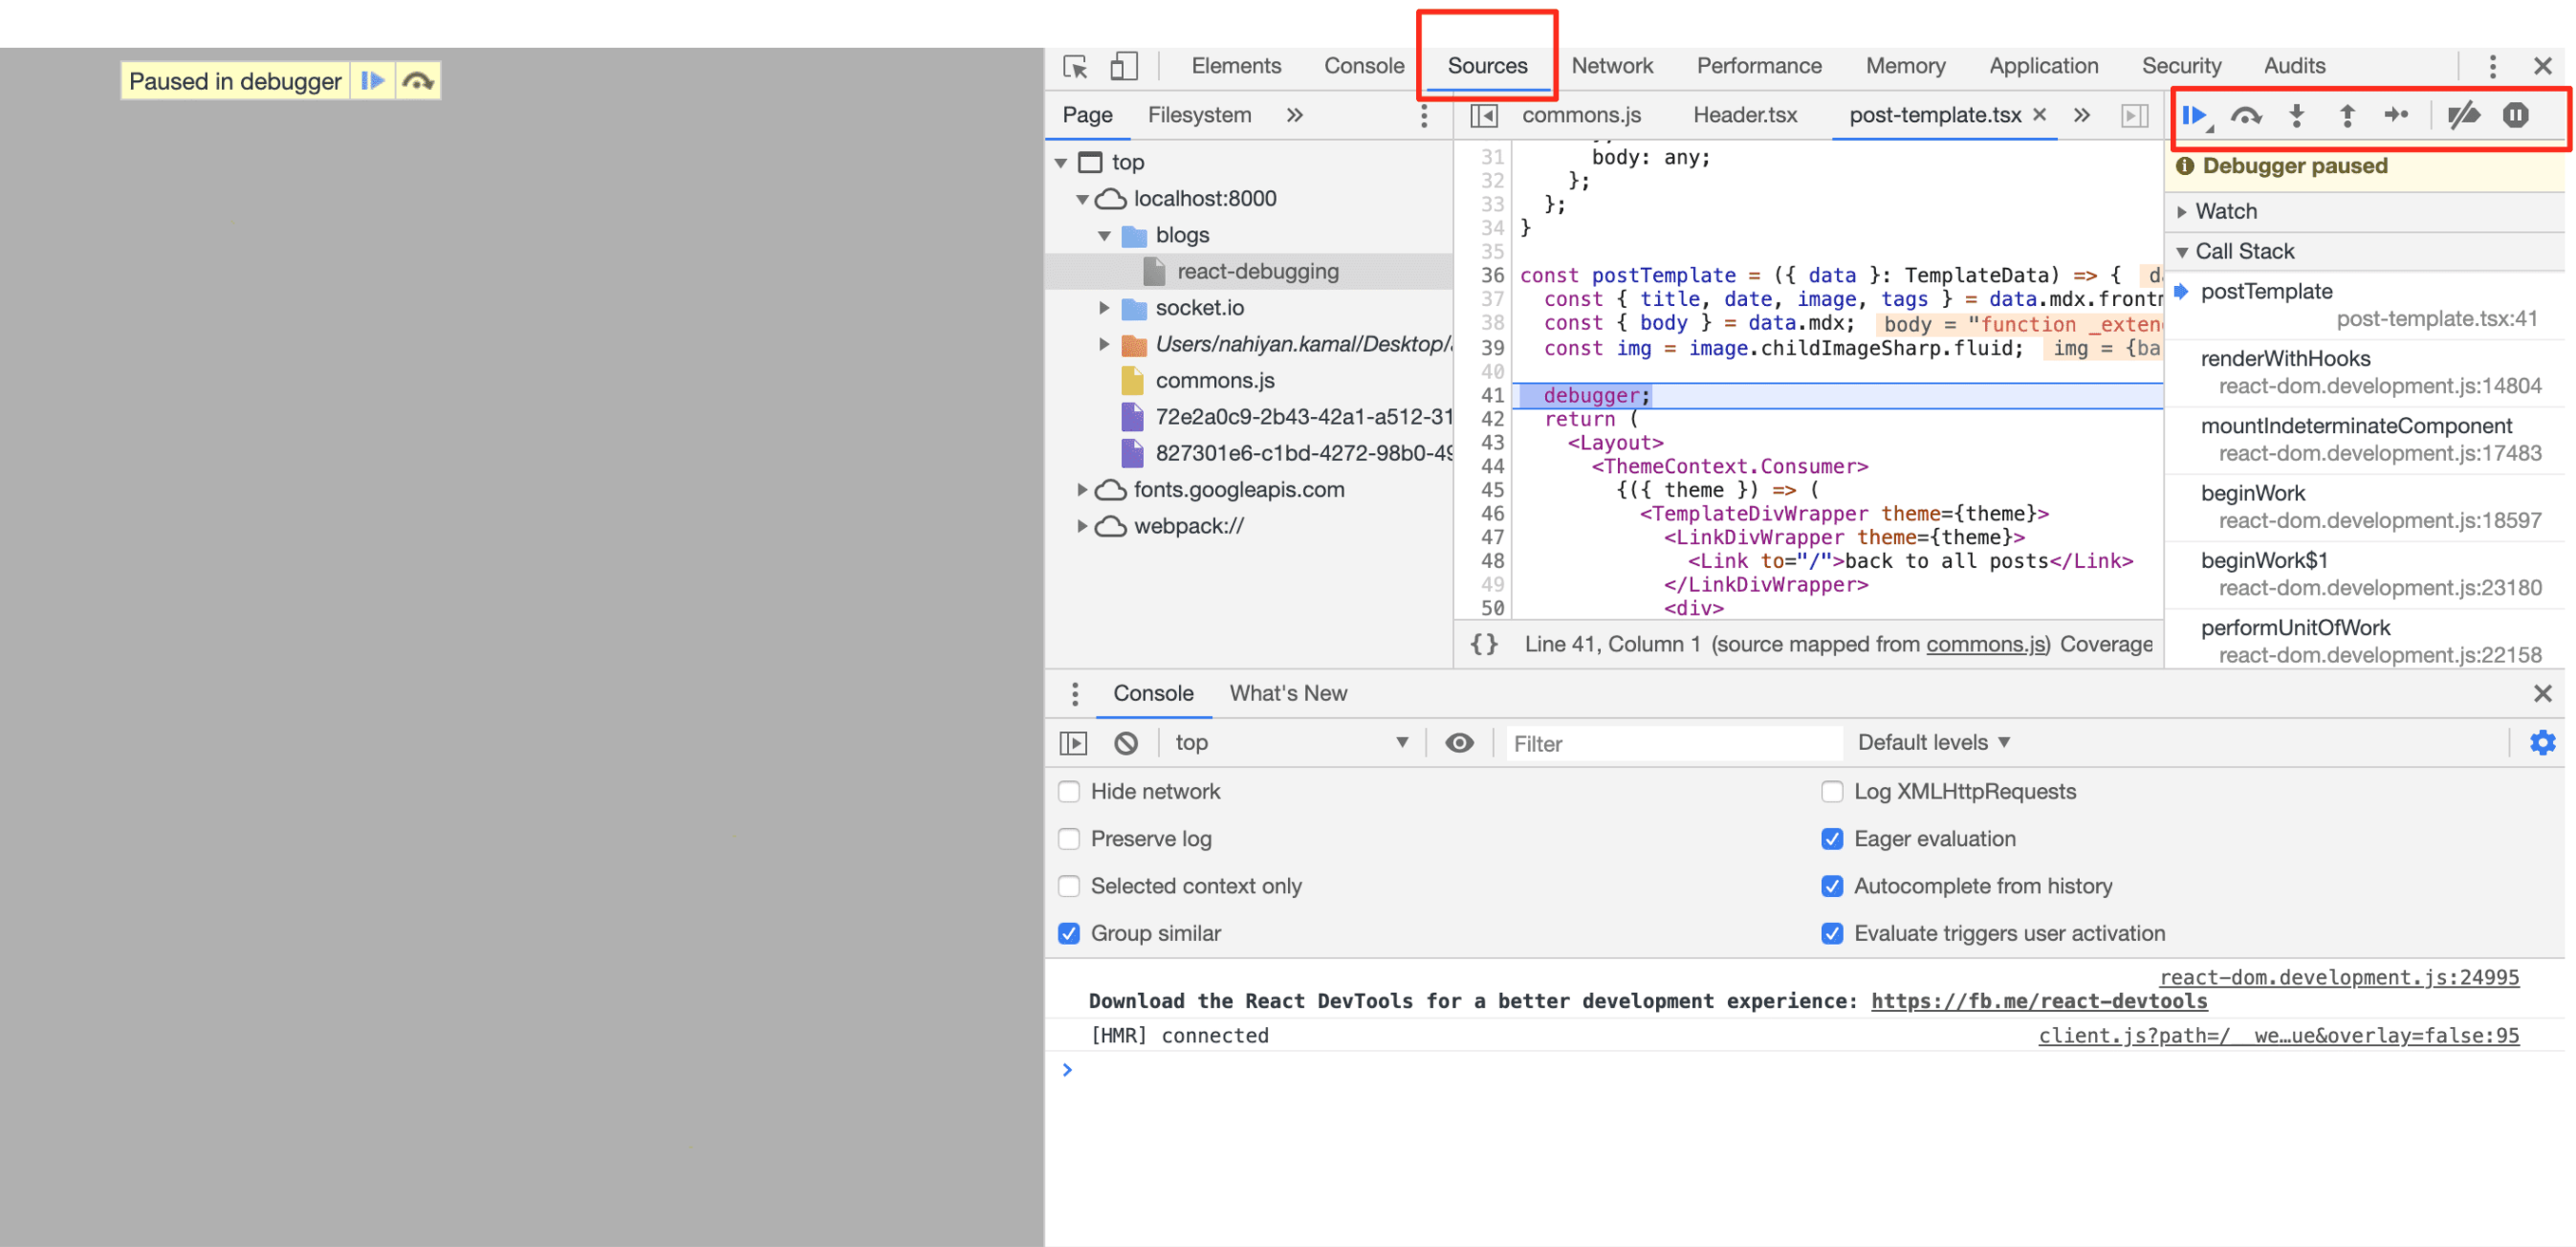 Paused in debugger
Elements Console Sources Network Performance Memory Application Security Audits
Page Filesystem
commons.js Header.tsx post-template.tsx
top
localhost:8000
blogs
react-debugging
socket.io
Users/nahiyan.kamal/Desktop/
commons.js
72e2a0c9-2b43-42a1-a512-31
827301e6-c1bd-4272-98b0-49
fonts.googleapis.com
webpack://
31 body: any;
32 };
33 };
34 }
35
36 const postTemplate = ({ data }: TemplateData) => { da
37 const { title, date, image, tags } = data.mdx.frontm
38 const { body } = data.mdx; body = "function _exten
39 const img = image.childImageSharp.fluid; img = {ba
40
41 debugger;
42 return (
43 <Layout>
44 <ThemeContext.Consumer>
45 {({ theme }) => (
46 <TemplateDivWrapper theme={theme}>
47 <LinkDivWrapper theme={theme}>
48 <Link to="/">back to all posts</Link>
49 </LinkDivWrapper>
50 <div>
{} Line 41, Column 1 (source mapped from commons.js) Coverage
Debugger paused
Watch
Call Stack
postTemplate
post-template.tsx:41
renderWithHooks
react-dom.development.js:14804
mountIndeterminateComponent
react-dom.development.js:17483
beginWork
react-dom.development.js:18597
beginWork$1
react-dom.development.js:23180
performUnitOfWork
react-dom.development.js:22158
Console What's New
top Filter Default levels
Hide network
Log XMLHttpRequests
Preserve log
Eager evaluation
Selected context only
Autocomplete from history
Group similar
Evaluate triggers user activation
react-dom.development.js:24995
Download the React DevTools for a better development experience: https://fb.me/react-devtools
[HMR] connected
client.js?path=/__we…ue&overlay=false:95